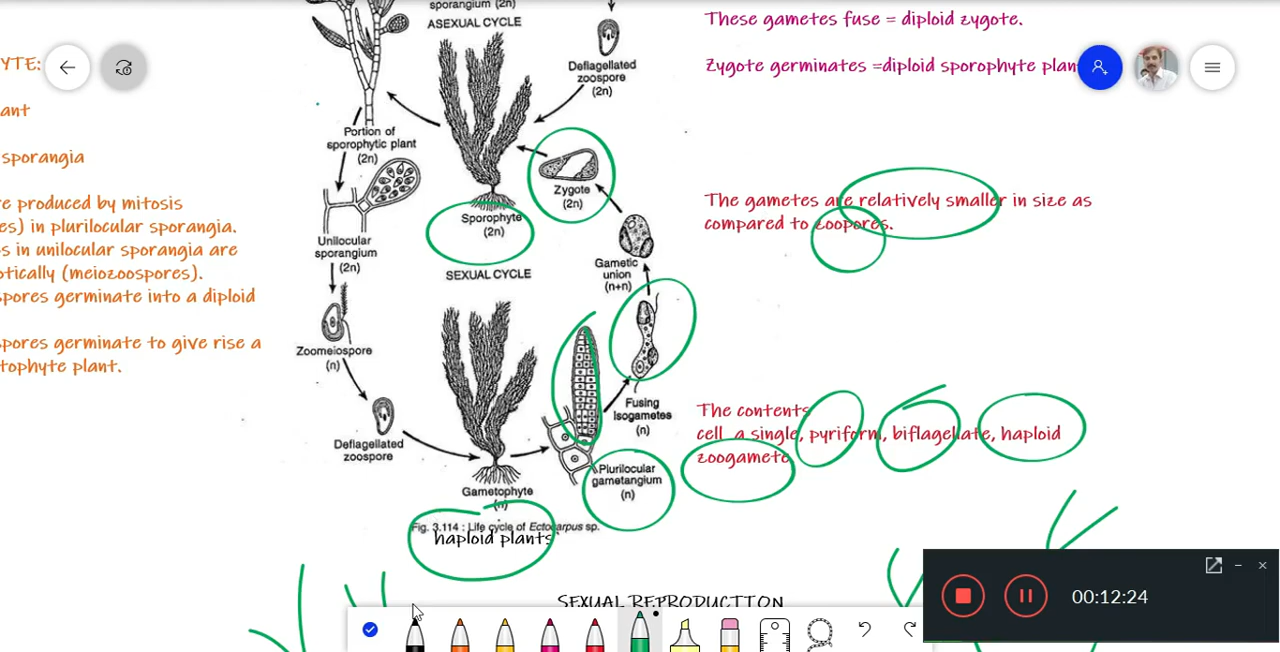 sporangium (2n)
ASEXUAL CYCLE
Deflagellated
zoospore
(2n)
Portion of
sporophytic plant
(2n)
Zygote
(2n)
Sporophyte
(2n)
Unilocular
sporangium
(2n)
Gametic
union
(n+n)
SEXUAL CYCLE
Zoomeiospore
(n)
Fusing
Isogametes
(n)
Deflagellated
zoospore
Plurilocular
gametangium
(n)
Gametophyte
(n)
Fig. 3.114 : Life cycle of Ectocarpus sp.
haploid plants
SEXUAL REPRODUCTION
YTE:
ant
sporangia
re produced by mitosis
es) in plurilocular sporangia.
s in unilocular sporangia are
otically (meiozoospores).
spores germinate into a diploid
spores germinate to give rise a
tophyte plant.
These gametes fuse = diploid zygote.
Zygote germinates =diploid sporophyte plan
The gametes are relatively smaller in size as
compared to zoopores.
The contents
cell a single, pyriform, biflagellate, haploid
zoogamete
00:12:24